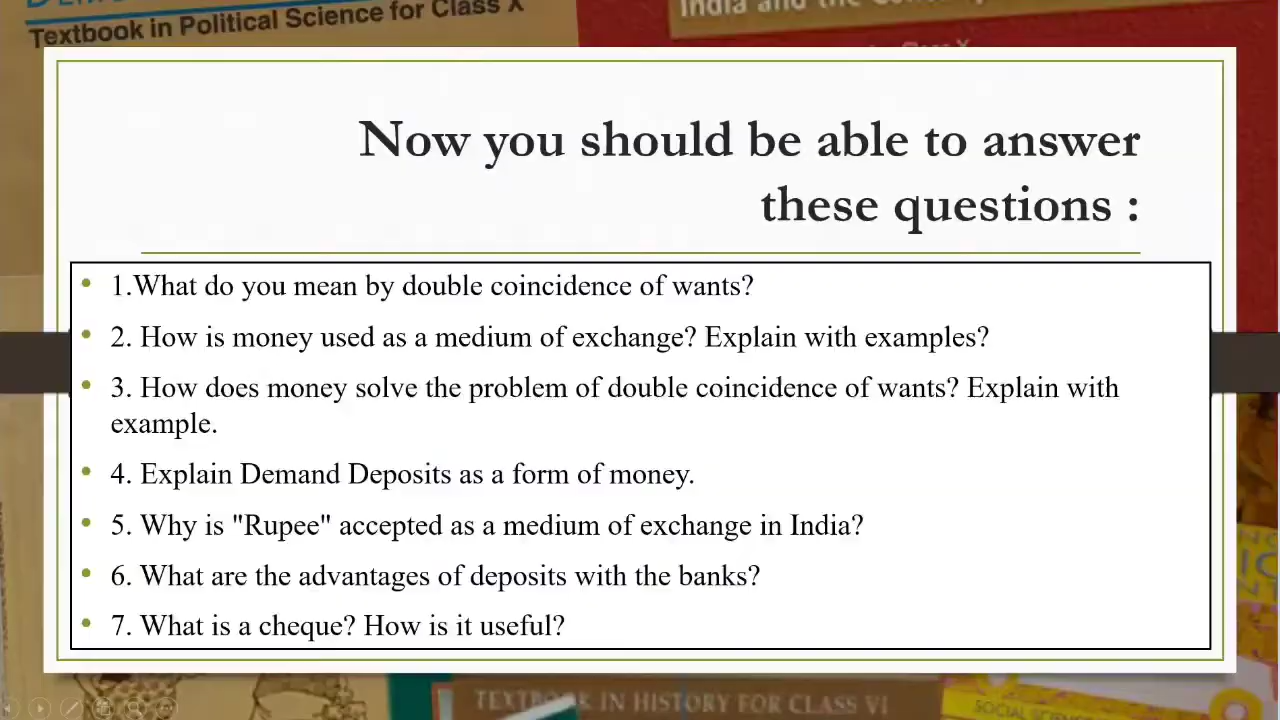 Textbook in Political Science for Class X
India and the
Now you should be able to answer
these questions :
• 1.What do you mean by double coincidence of wants?
• 2. How is money used as a medium of exchange? Explain with examples?
• 3. How does money solve the problem of double coincidence of wants? Explain with
example.
• 4. Explain Demand Deposits as a form of money.
• 5. Why is "Rupee" accepted as a medium of exchange in India?
• 6. What are the advantages of deposits with the banks?
• 7. What is a cheque? How is it useful?
TEXTBOOK IN HISTORY FOR CLASS VI
SOCIAL